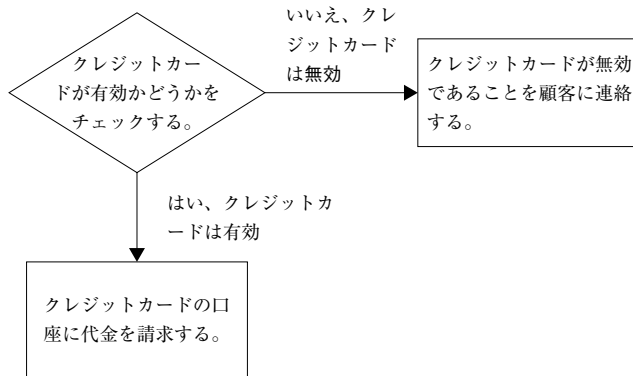 いいえ、クレ
ジットカード
は無効
クレジットカー
ドが有効かどうかを
チェックする。
クレジットカードが無効
であることを顧客に連絡
する。
はい、クレジットカ
ードは有効
クレジットカードの口
座に代金を請求する。